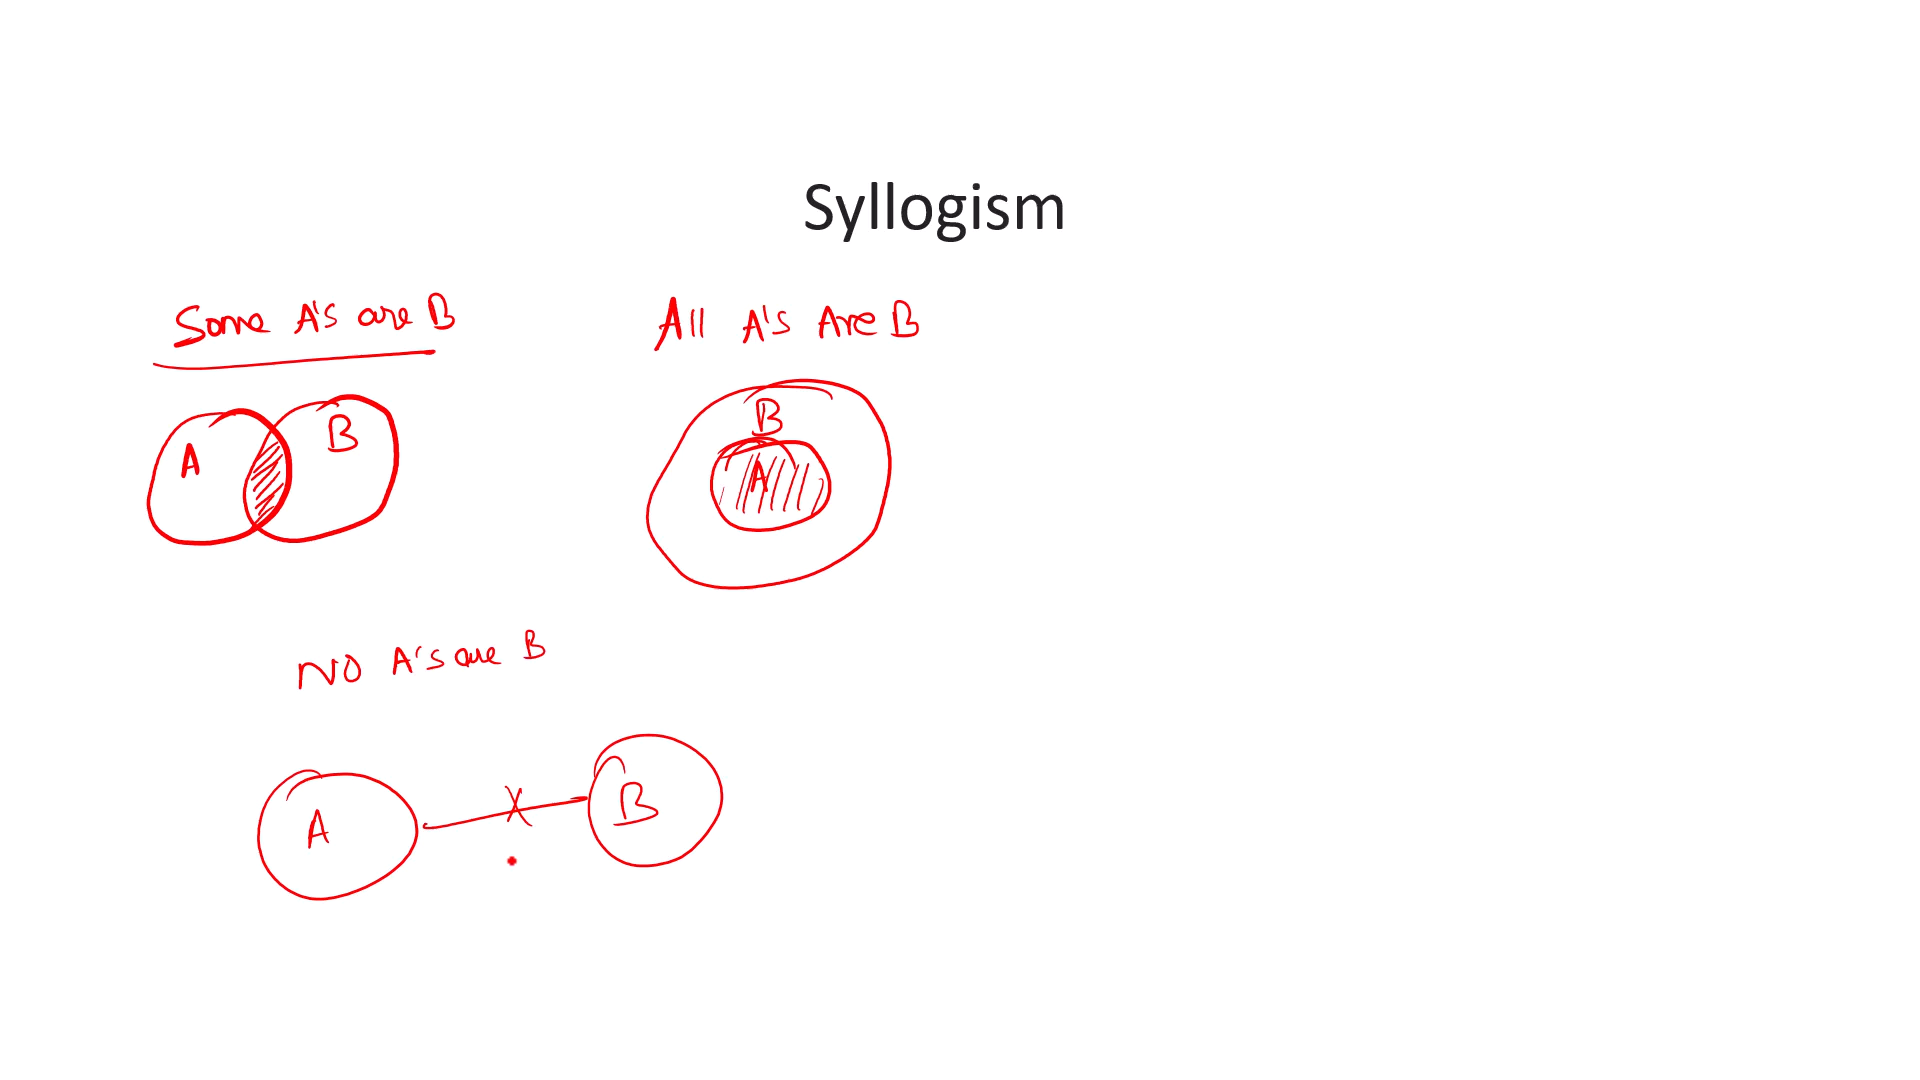 Syllogism
Some A's are B
All A's Are B
A
B
B
A
NO A's are B
A
X
B